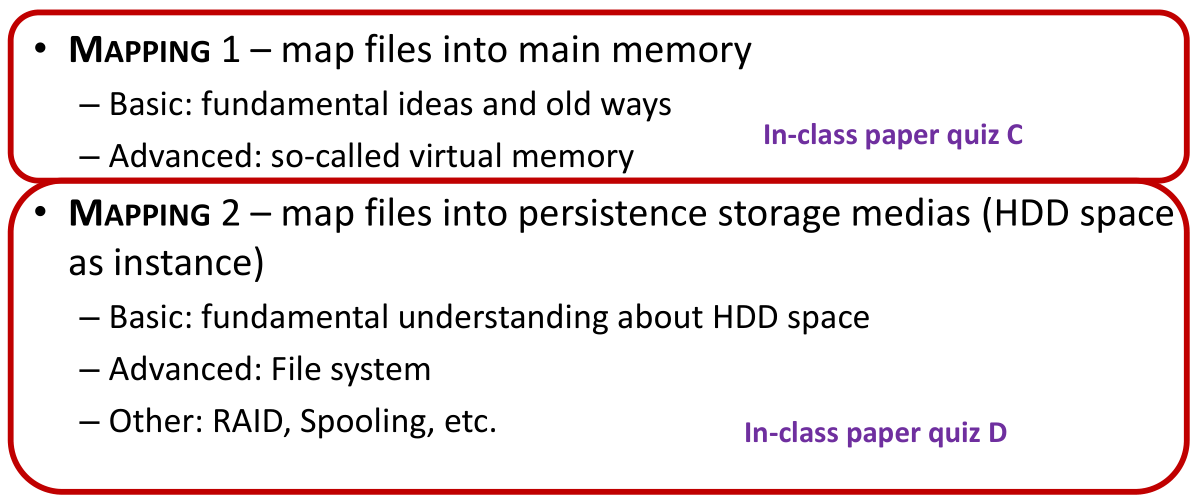 • MAPPING 1 – map files into main memory
– Basic: fundamental ideas and old ways
In-class paper quiz C
– Advanced: so-called virtual memory
• MAPPING 2 – map files into persistence storage medias (HDD space
as instance)
– Basic: fundamental understanding about HDD space
– Advanced: File system
– Other: RAID, Spooling, etc.
In-class paper quiz D